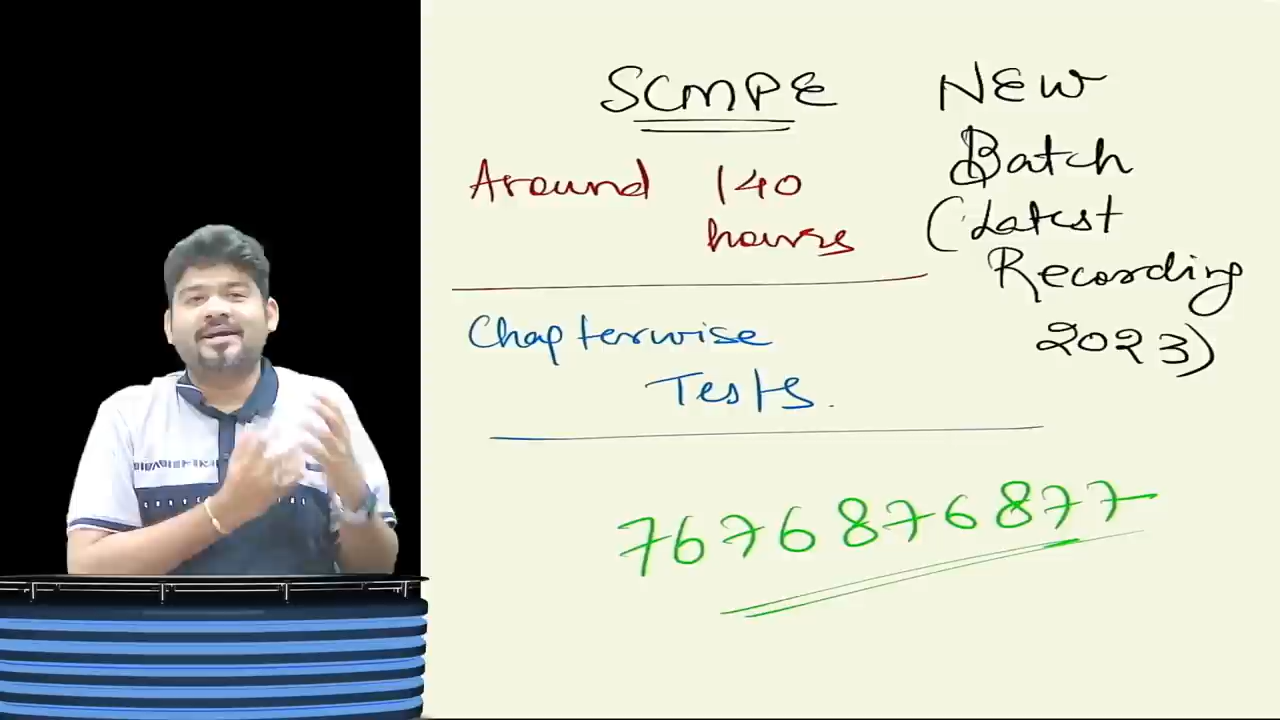 SCMPE
Around 140
hours
Chapterwise
Tests.
NEW
Batch
(Latest
Recording
2023)
7676876877